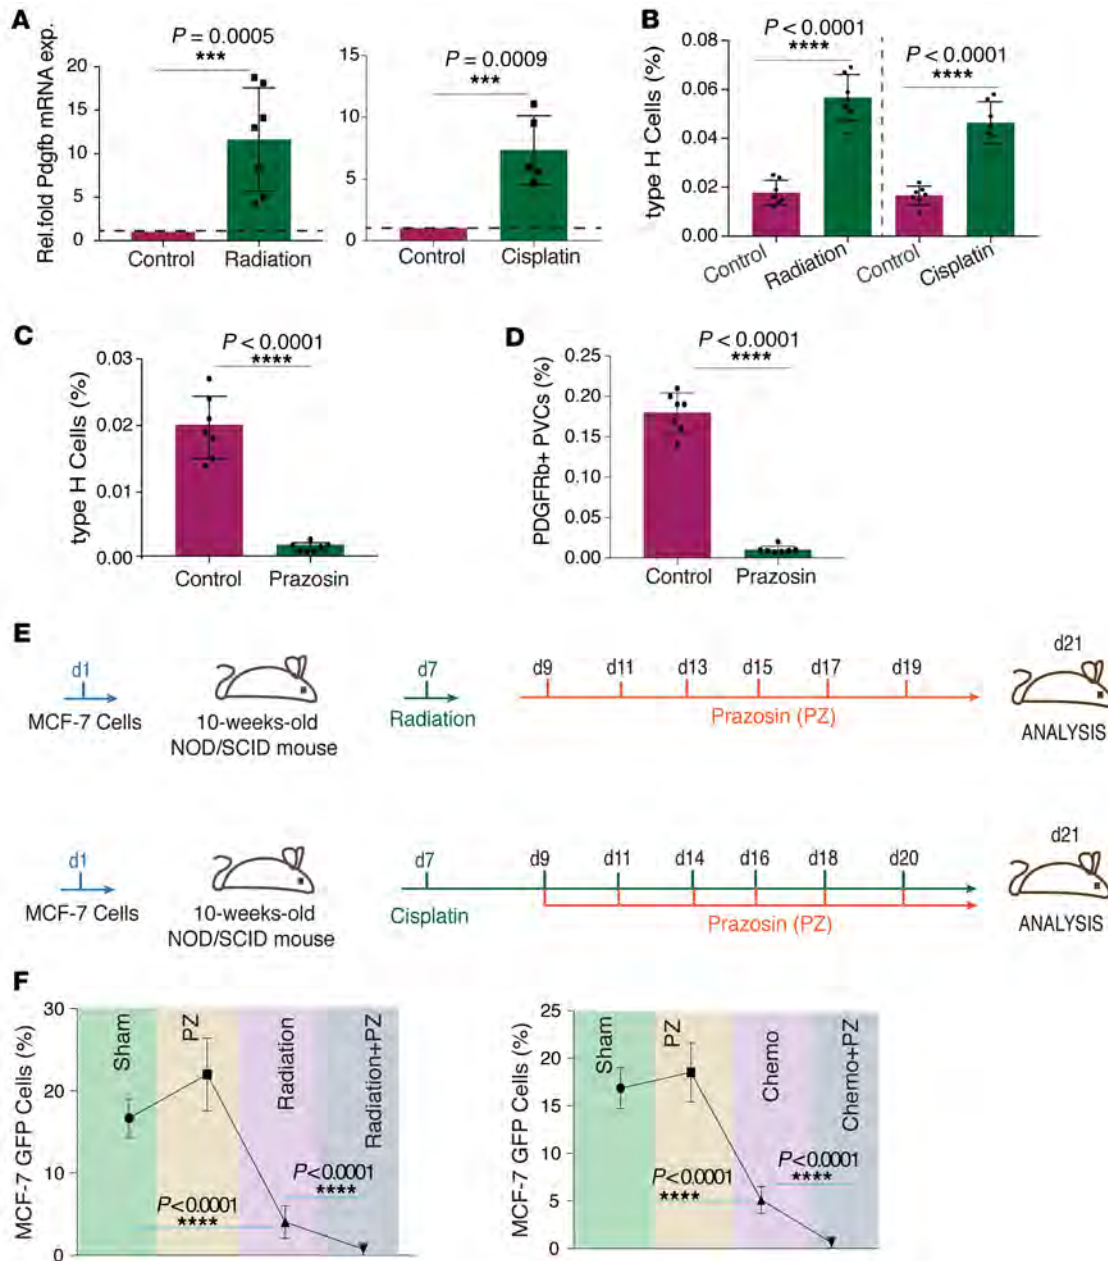 A
Rel.fold Pdgfb mRNA exp.
P = 0.0005
***
20
15
10
5
0
Control Radiation
P = 0.0009
***
15
10
5
0
Control Cisplatin
B
type H Cells (%)
P < 0.0001
****
P < 0.0001
****
0.08
0.06
0.04
0.02
0.00
Control Radiation Control Cisplatin
C
type H Cells (%)
P < 0.0001
****
0.03
0.02
0.01
0.00
Control Prazosin
D
PDGFRb+ PVCs (%)
P < 0.0001
****
0.25
0.20
0.15
0.10
0.05
0.00
Control Prazosin
E
d1
MCF-7 Cells
10-weeks-old
NOD/SCID mouse
d7
Radiation
d9 d11 d13 d15 d17 d19
Prazosin (PZ)
d21
ANALYSIS
d1
MCF-7 Cells
10-weeks-old
NOD/SCID mouse
d7
Cisplatin
d9 d11 d14 d16 d18 d20
Prazosin (PZ)
d21
ANALYSIS
F
MCF-7 GFP Cells (%)
30
20
10
0
Sham
PZ
Radiation
Radiation+PZ
P<0.0001
****
P<0.0001
****
MCF-7 GFP Cells (%)
25
20
15
10
5
0
Sham
PZ
Chemo
Chemo+PZ
P<0.0001
****
P<0.0001
****